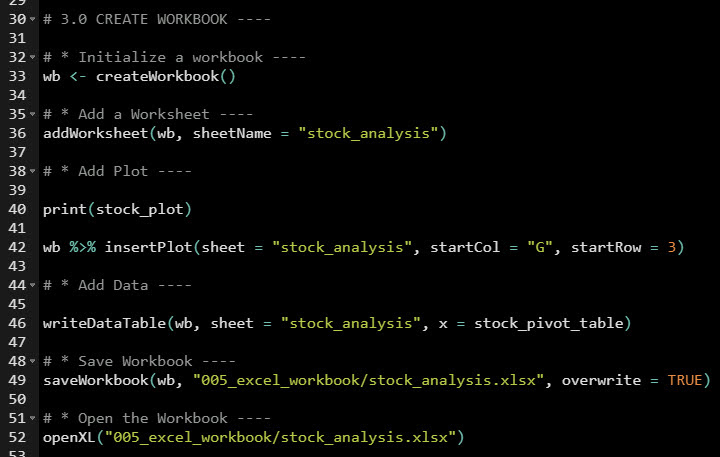 29
30 # 3.0 CREATE WORKBOOK ----
31
32 # * Initialize a workbook ----
33 wb <- createWorkbook()
34
35 # * Add a Worksheet ----
36 addWorksheet(wb, sheetName = "stock_analysis")
37
38 # * Add Plot ----
39
40 print(stock_plot)
41
42 wb %>% insertPlot(sheet = "stock_analysis", startCol = "G", startRow = 3)
43
44 # * Add Data ----
45
46 writeDataTable(wb, sheet = "stock_analysis", x = stock_pivot_table)
47
48 # * Save Workbook ----
49 saveWorkbook(wb, "005_excel_workbook/stock_analysis.xlsx", overwrite = TRUE)
50
51 # * Open the Workbook ----
52 openXL("005_excel_workbook/stock_analysis.xlsx")
53